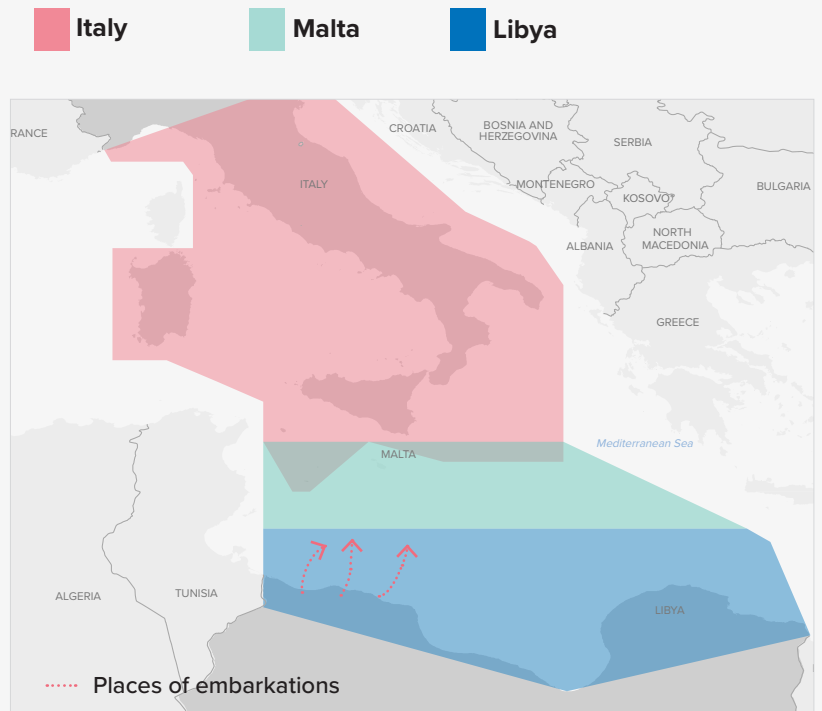 Italy
Malta
Libya
RANCE
CROATIA
BOSNIA AND
HERZEGOVINA
SERBIA
ITALY
MONTENEGRO
KOSOVO*
BULGARIA
NORTH
MACEDONIA
ALBANIA
GREECE
Mediterranean Sea
MALTA
ALGERIA
TUNISIA
LIBYA
Places of embarkations